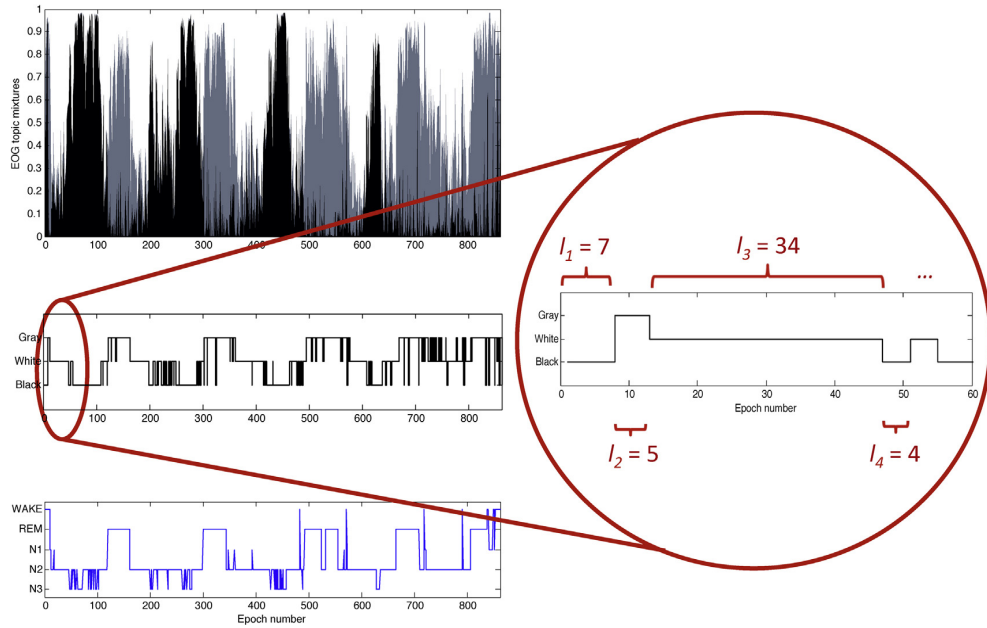 EOG topic mixtures
1
0.9
0.8
0.7
0.6
0.5
0.4
0.3
0.2
0.1
0
0 100 200 300 400 500 600 700 800
Gray
White
Black
0 100 200 300 400 500 600 700 800
WAKE
REM
N1
N2
N3
0 100 200 300 400 500 600 700 800
Epoch number
l1 = 7
l3 = 34
...
Gray
White
Black
0 10 20 30 40 50 60
Epoch number
l2 = 5
l4 = 4